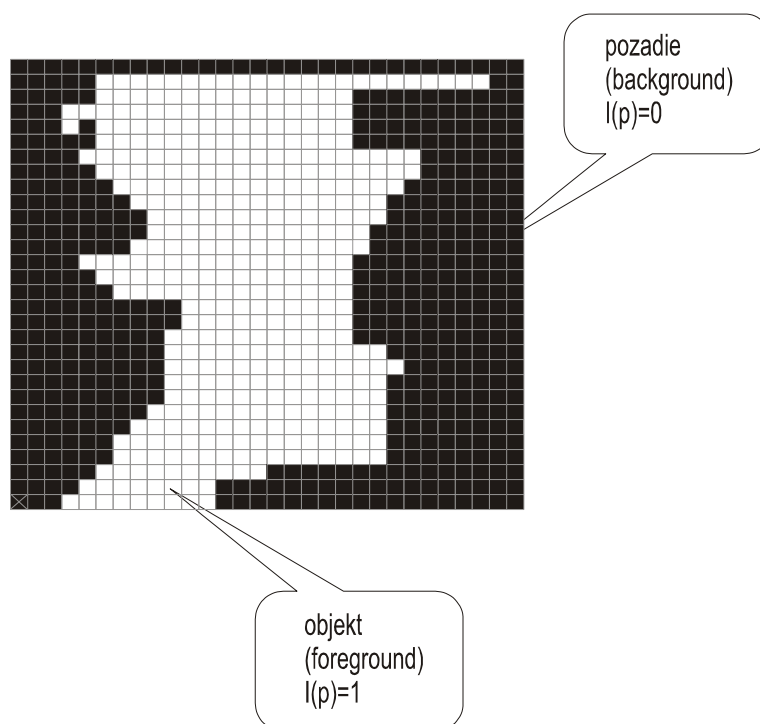 pozadie
(background)
I(p)=0
objekt
(foreground)
I(p)=1